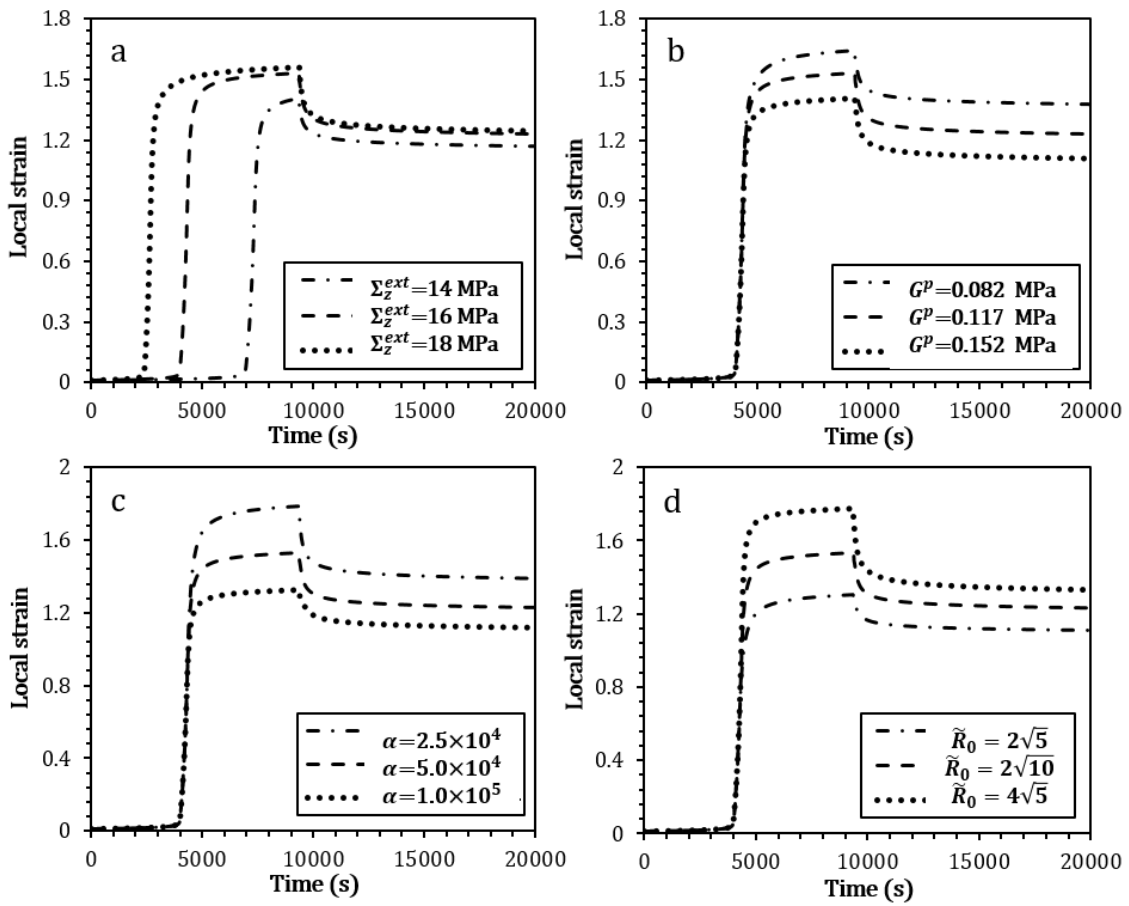 a
1.8
1.5
1.2
0.9
0.6
0.3
0
Local strain
Σ_z^{ext}=14 MPa
Σ_z^{ext}=16 MPa
Σ_z^{ext}=18 MPa
0 5000 10000 15000 20000
Time (s)
b
1.8
1.5
1.2
0.9
0.6
0.3
0
Local strain
G^p=0.082 MPa
G^p=0.117 MPa
G^p=0.152 MPa
0 5000 10000 15000 20000
Time (s)
c
2
1.6
1.2
0.8
0.4
0
Local strain
α=2.5×10^4
α=5.0×10^4
α=1.0×10^5
0 5000 10000 15000 20000
Time (s)
d
2
1.6
1.2
0.8
0.4
0
Local strain
R̃_0 = 2√5
R̃_0 = 2√10
R̃_0 = 4√5
0 5000 10000 15000 20000
Time (s)